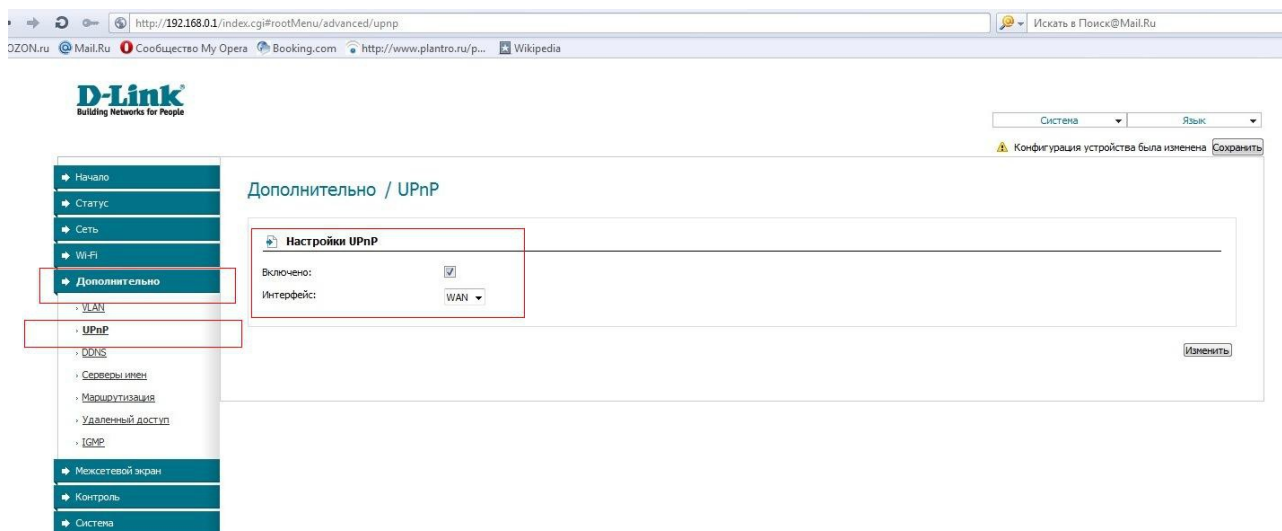 http://192.168.0.1/index.cgi#rootMenu/advanced/upnp Искать в Поиск@Mail.Ru
OZON.ru Mail.Ru Сообщество My Opera Booking.com http://www.plantro.ru/p... Wikipedia
D-Link
Building Networks for People
Система Язык
Конфигурация устройства была изменена Сохранить
Начало
Статус
Сеть
Wi-Fi
Дополнительно
VLAN
UPnP
DDNS
Серверы имен
Маршрутизация
Удаленный доступ
IGMP
Межсетевой экран
Контроль
Система
Дополнительно / UPnP
Настройки UPnP
Включено:
Интерфейс: WAN
Изменить